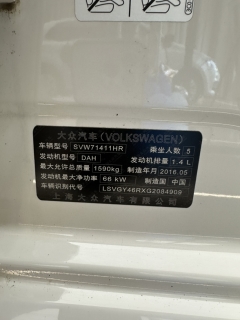 大众汽车(VOLKSWAGEN)
车辆型号 SVW71411HR 乘坐人数 5
发动机型号 DAH 发动机排量 1.4 L
最大允许总质量 1590kg 制造年月 2016.05
发动机最大净功率 66 kW 制造国 中国
车辆识别代号 LSVGY46RXG2084909
上海大众汽车有限公司